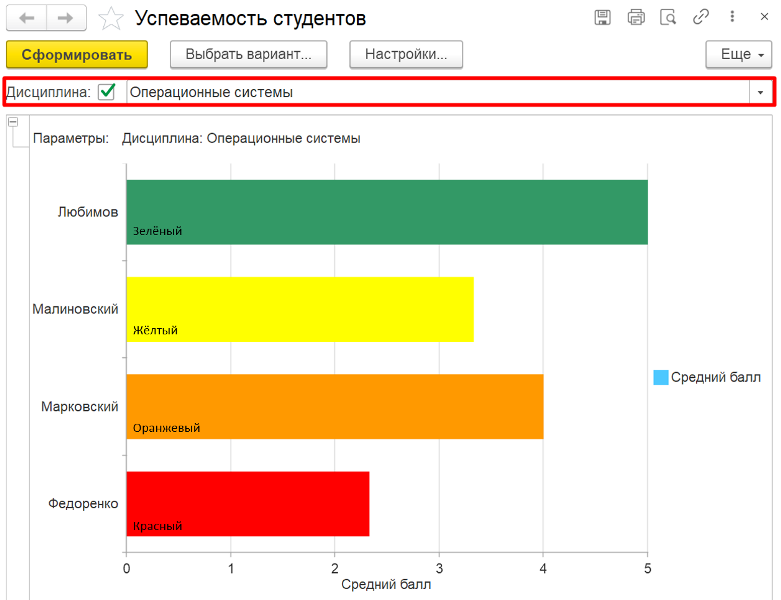 Успеваемость студентов
Сформировать Выбрать вариант... Настройки... Еще
Дисциплина: Операционные системы
Параметры: Дисциплина: Операционные системы
Любимов
Зелёный
Малиновский
Жёлтый
Средний балл
Марковский
Оранжевый
Федоренко
Красный
0 1 2 3 4 5
Средний балл